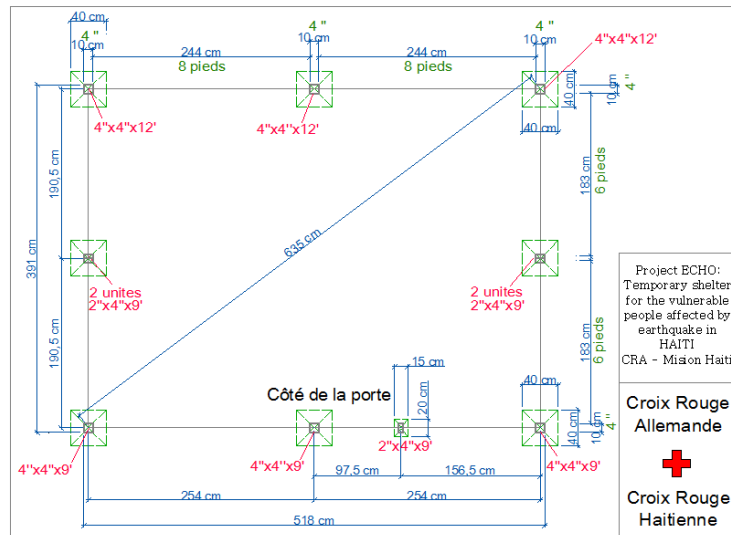 40 cm
4 "
4 "
4 "
10 cm
10 cm
10 cm
244 cm
244 cm
4"x4"x12'
8 pieds
8 pieds
40 cm
10 cm
4 "
4"x4"x12'
4"x4"x12'
40 cm
190,5 cm
183 cm
6 pieds
391 cm
635 cm
2 unites
2"x4"x9'
2 unites
2"x4"x9'
Project ECHO:
Temporary shelter
for the vulnerable
people affected by
earthquake in
HAITI
CRA - Mision Haiti
190,5 cm
183 cm
6 pieds
15 cm
40 cm
Côté de la porte
20 cm
40 cm
10 cm
4 "
Croix Rouge
Allemande
2"x4"x9'
4"x4"x9'
4"x4"x9'
4"x4"x9'
97,5 cm
156,5 cm
254 cm
254 cm
Croix Rouge
Haitienne
518 cm